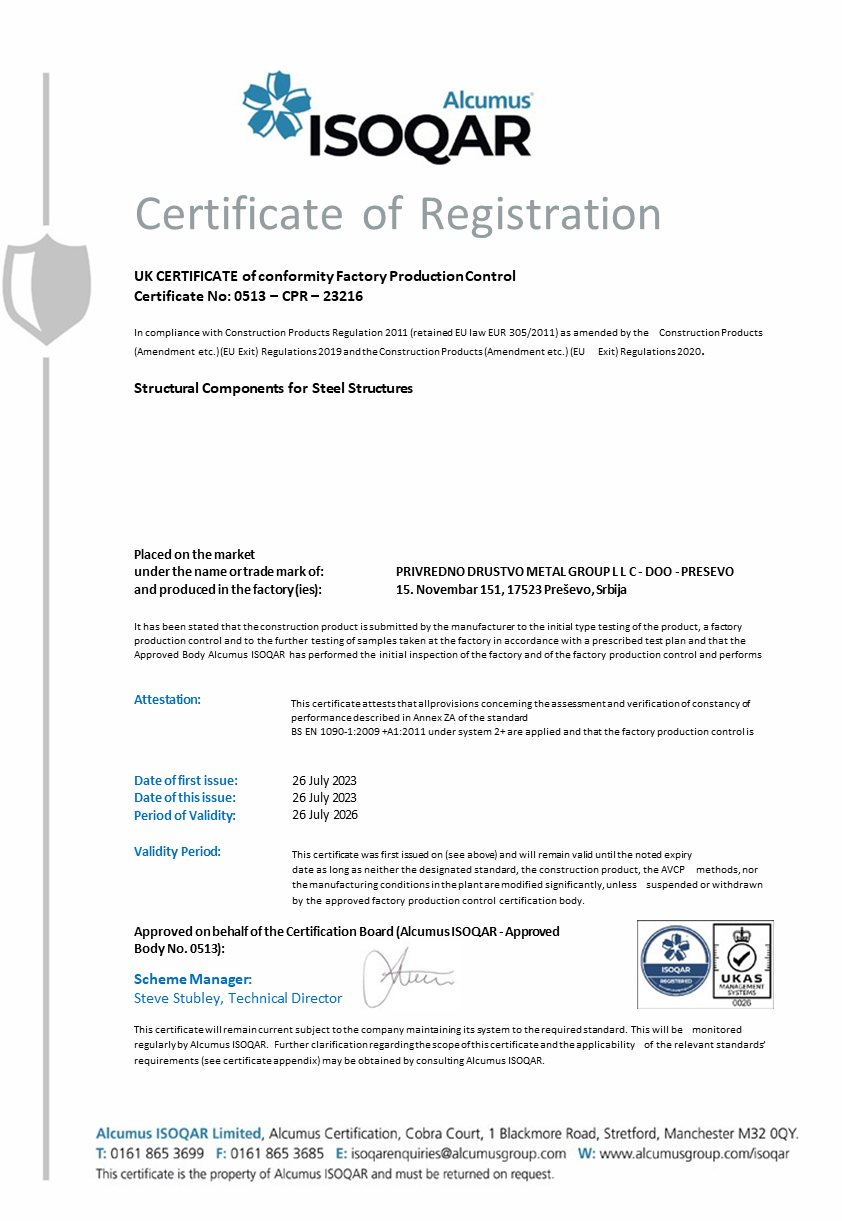 Alcumus®
ISOQAR
Certificate of Registration
UK CERTIFICATE of conformity Factory Production Control
Certificate No: 0513 – CPR – 23216
In compliance with Construction Products Regulation 2011 (retained EU law EUR 305/2011) as amended by the Construction Products
(Amendment etc.) (EU Exit) Regulations 2019 and the Construction Products (Amendment etc.) (EU Exit) Regulations 2020.
Structural Components for Steel Structures
Placed on the market
under the name or trade mark of: PRIVREDNO DRUSTVO METAL GROUP L L C - DOO - PRESEVO
and produced in the factory(ies): 15. Novembar 151, 17523 Preševo, Srbija
It has been stated that the construction product is submitted by the manufacturer to the initial type testing of the product, a factory
production control and to the further testing of samples taken at the factory in accordance with a prescribed test plan and that the
Approved Body Alcumus ISOQAR has performed the initial inspection of the factory and of the factory production control and performs
Attestation: This certificate attests that all provisions concerning the assessment and verification of constancy of
performance described in Annex ZA of the standard
BS EN 1090-1:2009 +A1:2011 under system 2+ are applied and that the factory production control is
Date of first issue: 26 July 2023
Date of this issue: 26 July 2023
Period of Validity: 26 July 2026
Validity Period: This certificate was first issued on (see above) and will remain valid until the noted expiry
date as long as neither the designated standard, the construction product, the AVCP methods, nor
the manufacturing conditions in the plant are modified significantly, unless suspended or withdrawn
by the approved factory production control certification body.
Approved on behalf of the Certification Board (Alcumus ISOQAR - Approved
Body No. 0513):
Scheme Manager:
Steve Stubley, Technical Director
ISOQAR
REGISTERED
UKAS
MANAGEMENT
SYSTEMS
0026
This certificate will remain current subject to the company maintaining its system to the required standard. This will be monitored
regularly by Alcumus ISOQAR. Further clarification regarding the scope of this certificate and the applicability of the relevant standards'
requirements (see certificate appendix) may be obtained by consulting Alcumus ISOQAR.
Alcumus ISOQAR Limited, Alcumus Certification, Cobra Court, 1 Blackmore Road, Stretford, Manchester M32 0QY.
T: 0161 865 3699 F: 0161 865 3685 E: isoqarenquiries@alcumusgroup.com W: www.alcumusgroup.com/isoqar
This certificate is the property of Alcumus ISOQAR and must be returned on request.